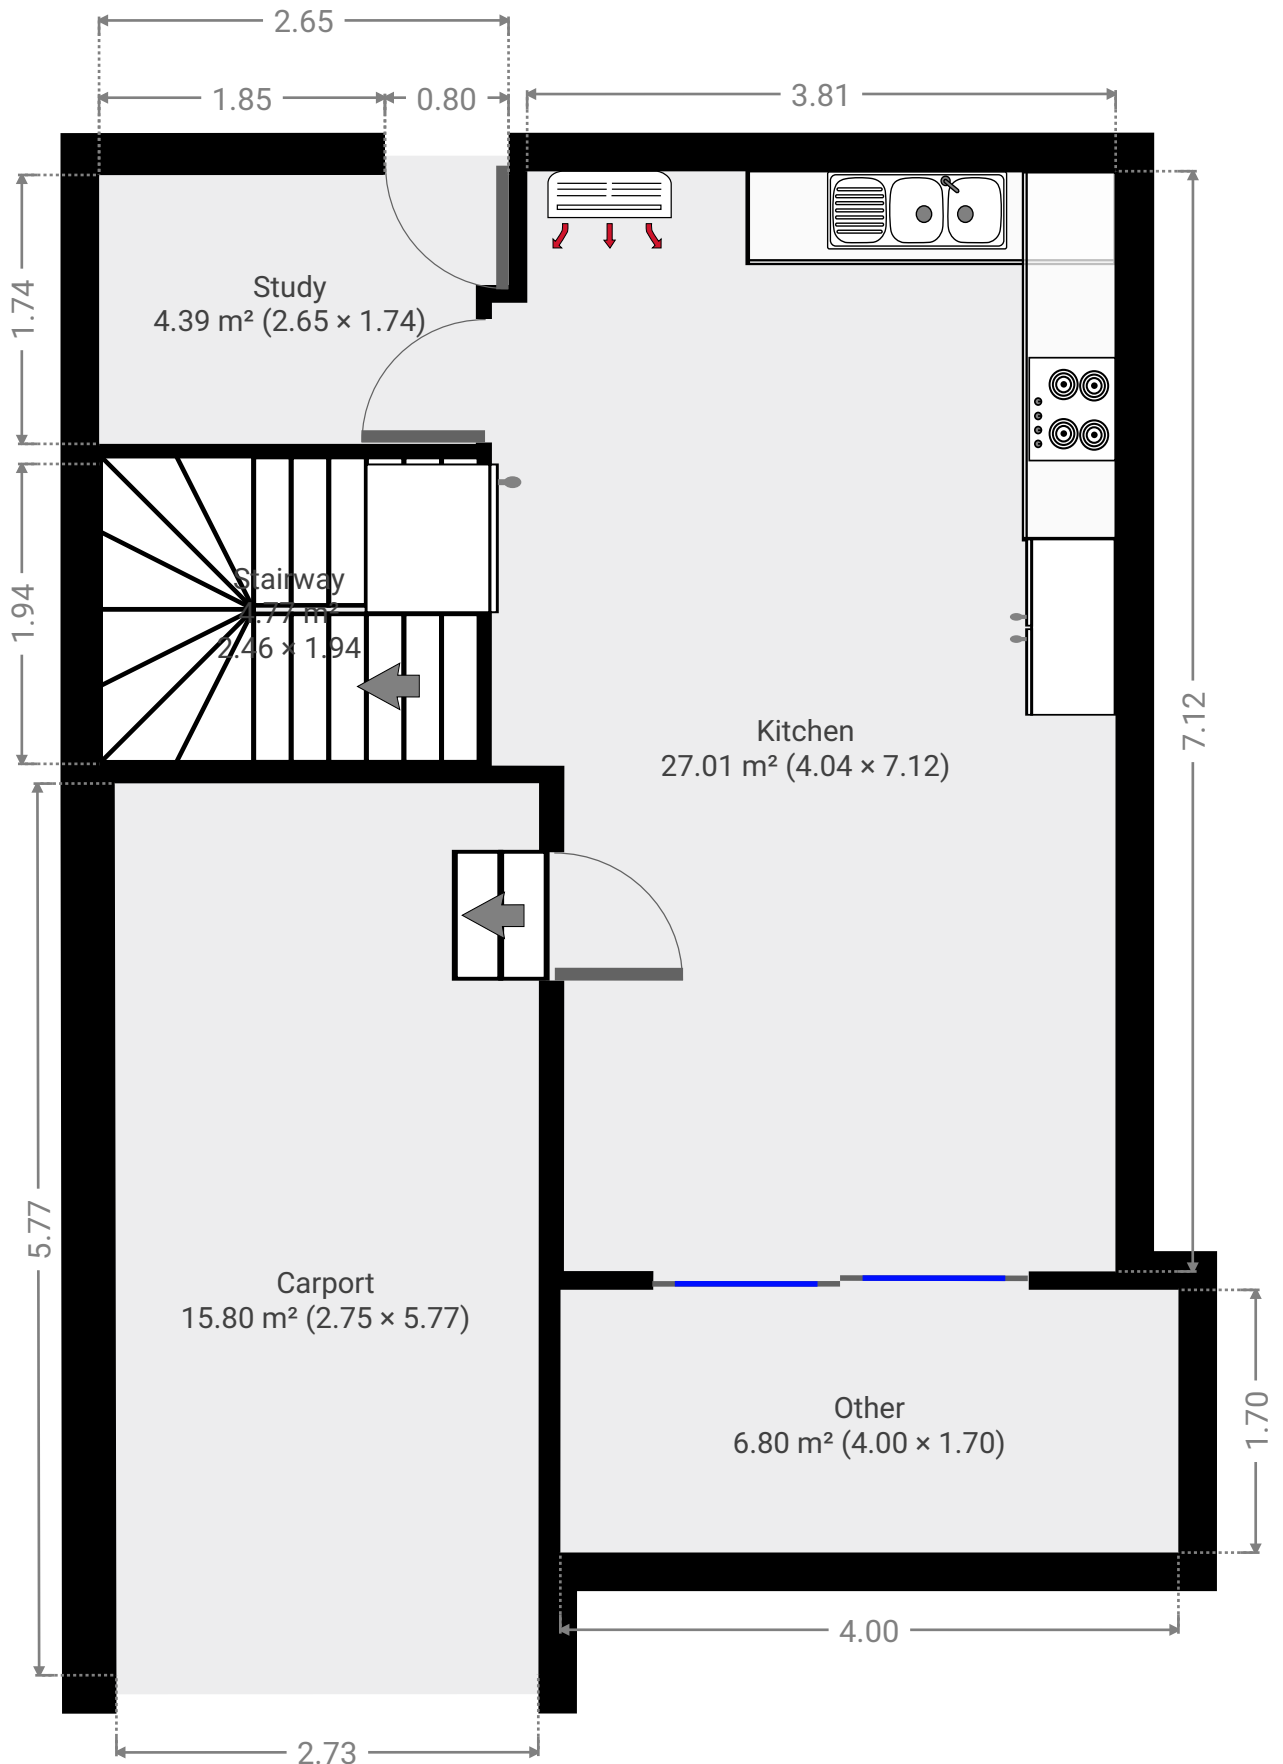 2.65
1.85
0.80
3.81
Study
4.39 m² (2.65 × 1.74)
1.74
Stairway
4.77 m²
2.46 × 1.94
1.94
Kitchen
27.01 m² (4.04 × 7.12)
7.12
5.77
Carport
15.80 m² (2.75 × 5.77)
Other
6.80 m² (4.00 × 1.70)
1.70
4.00
2.73